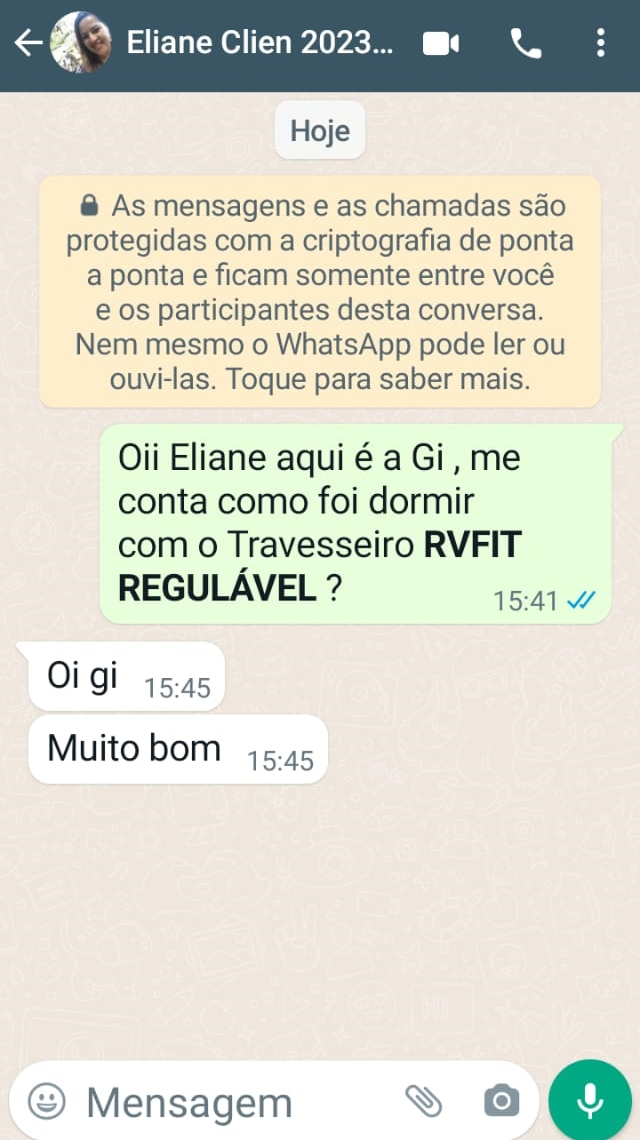 Eliane Clien 2023...
Hoje
As mensagens e as chamadas são
protegidas com a criptografia de ponta
a ponta e ficam somente entre você
e os participantes desta conversa.
Nem mesmo o WhatsApp pode ler ou
ouvi-las. Toque para saber mais.
Oii Eliane aqui é a Gi , me
conta como foi dormir
com o Travesseiro RVFIT
REGULÁVEL ?
15:41
Oi gi 15:45
Muito bom 15:45
Mensagem